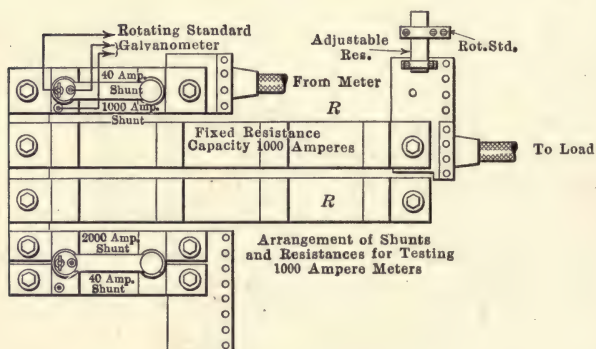 Rotating Standard
Galvanometer
40 Amp.
Shunt
1000 Amp.
Shunt
From Meter
Adjustable
Res.
Rot.Std.
R
Fixed Resistance
Capacity 1000 Amperes
To Load
R
2000 Amp.
Shunt
40 Amp.
Shunt
Arrangement of Shunts
and Resistances for Testing
1000 Ampere Meters